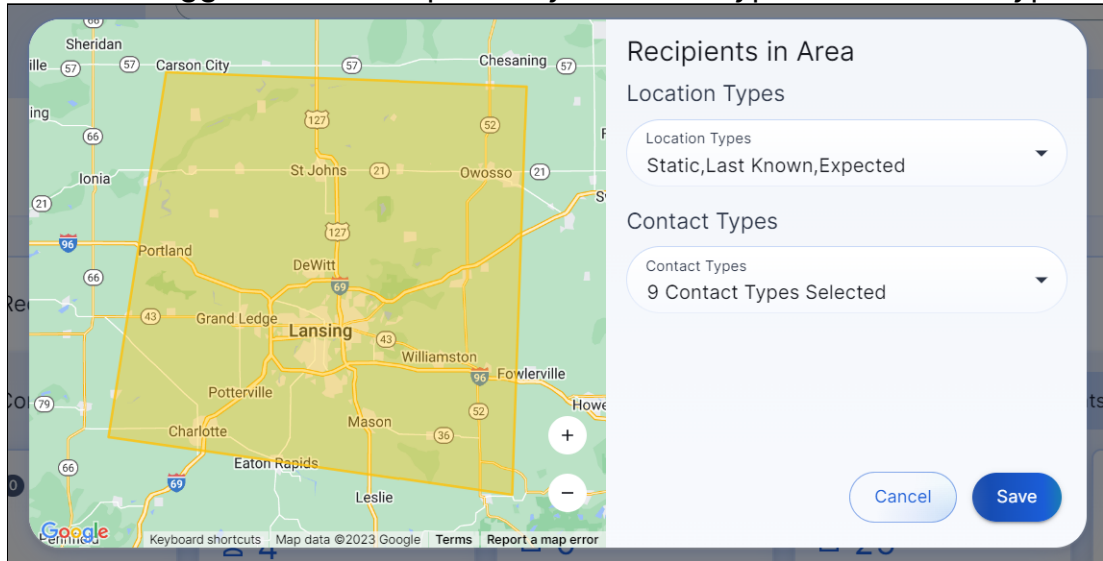 Sheridan
57
57
Carson City
57
Chesaning
57
66
127
52
Ionia
St Johns
21
Owosso
21
21
96
Portland
127
66
DeWitt
69
43
Grand Ledge
Lansing
43
Williamston
96
Fowlerville
79
Potterville
52
Mason
Charlotte
36
66
Eaton Rapids
69
Leslie
+
−
Google
Keyboard shortcuts
Map data ©2023 Google
Terms
Report a map error
Recipients in Area
Location Types
Location Types
Static,Last Known,Expected
Contact Types
Contact Types
9 Contact Types Selected
Cancel
Save